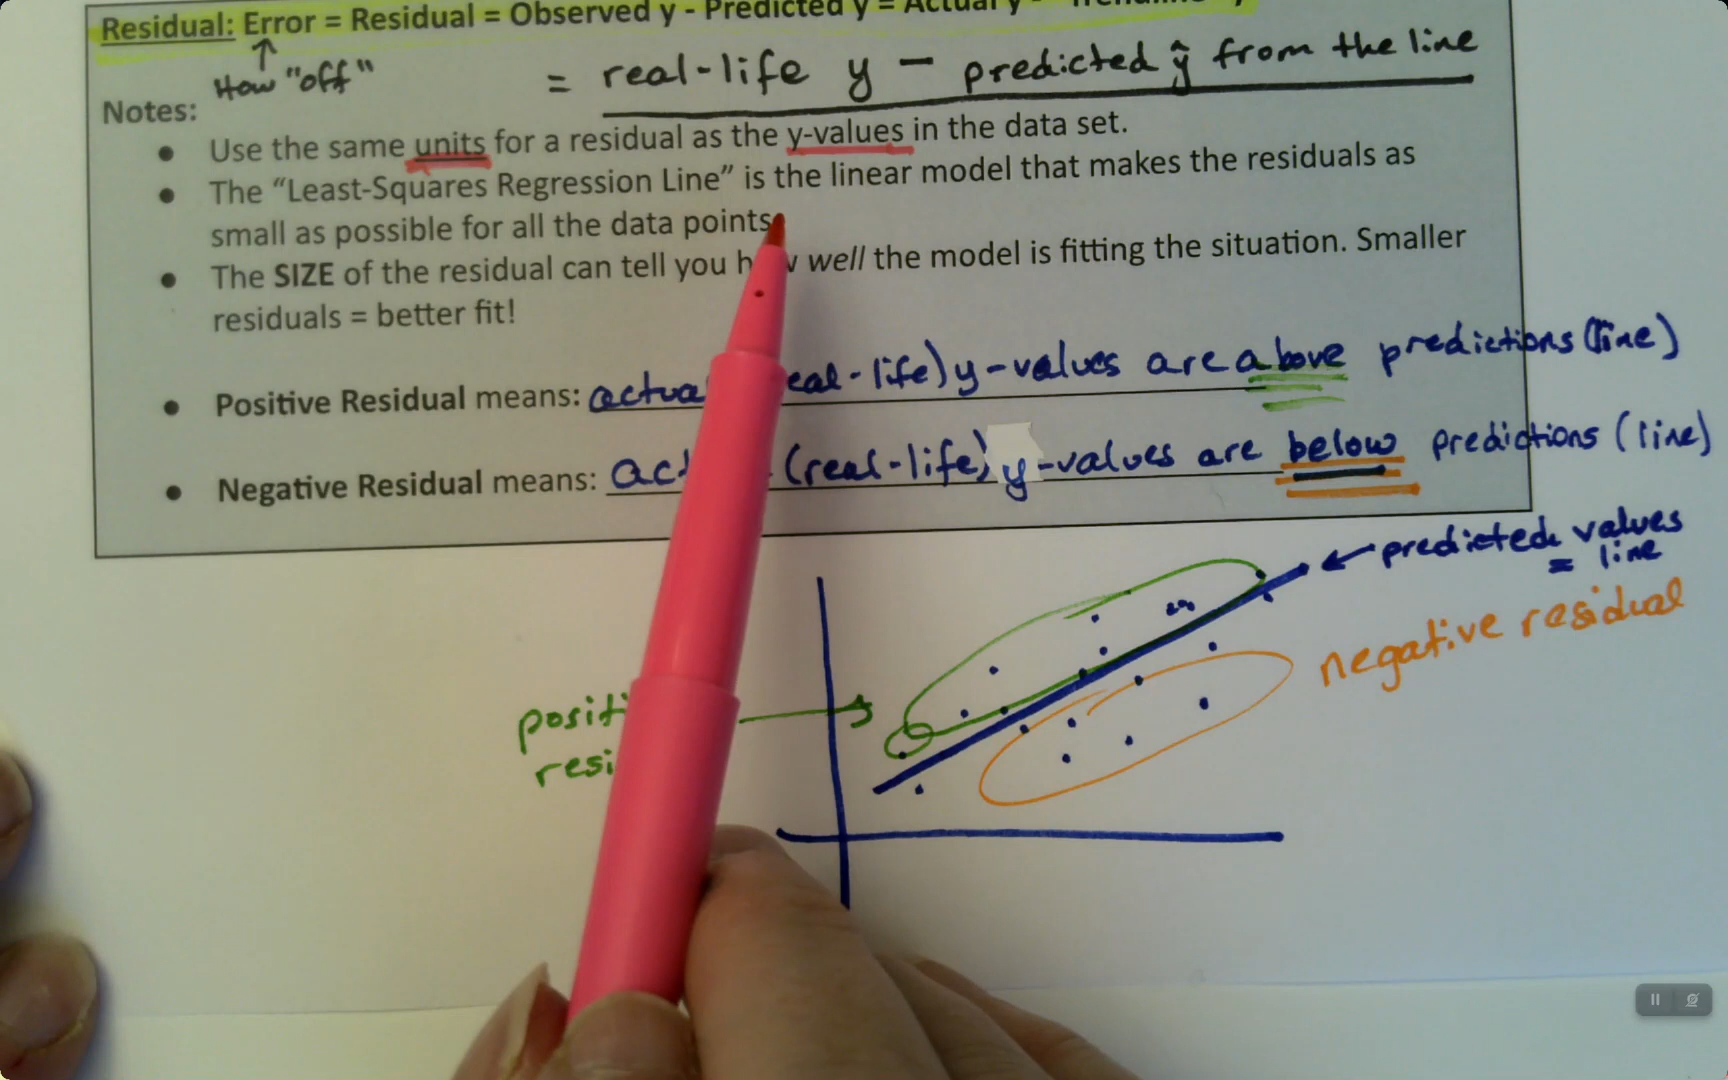 Residual: Error = Residual = Observed y - Predicted y = Actual y -
How "off"
= real-life y - predicted ŷ from the line
Notes:
Use the same units for a residual as the y-values in the data set.
The “Least-Squares Regression Line” is the linear model that makes the residuals as
small as possible for all the data points
The SIZE of the residual can tell you well the model is fitting the situation. Smaller
residuals = better fit!
Positive Residual means: real-life) y-values are above predictions (line)
Negative Residual means: (real-life) y-values are below predictions (line)
predicted values
= line
negative residual